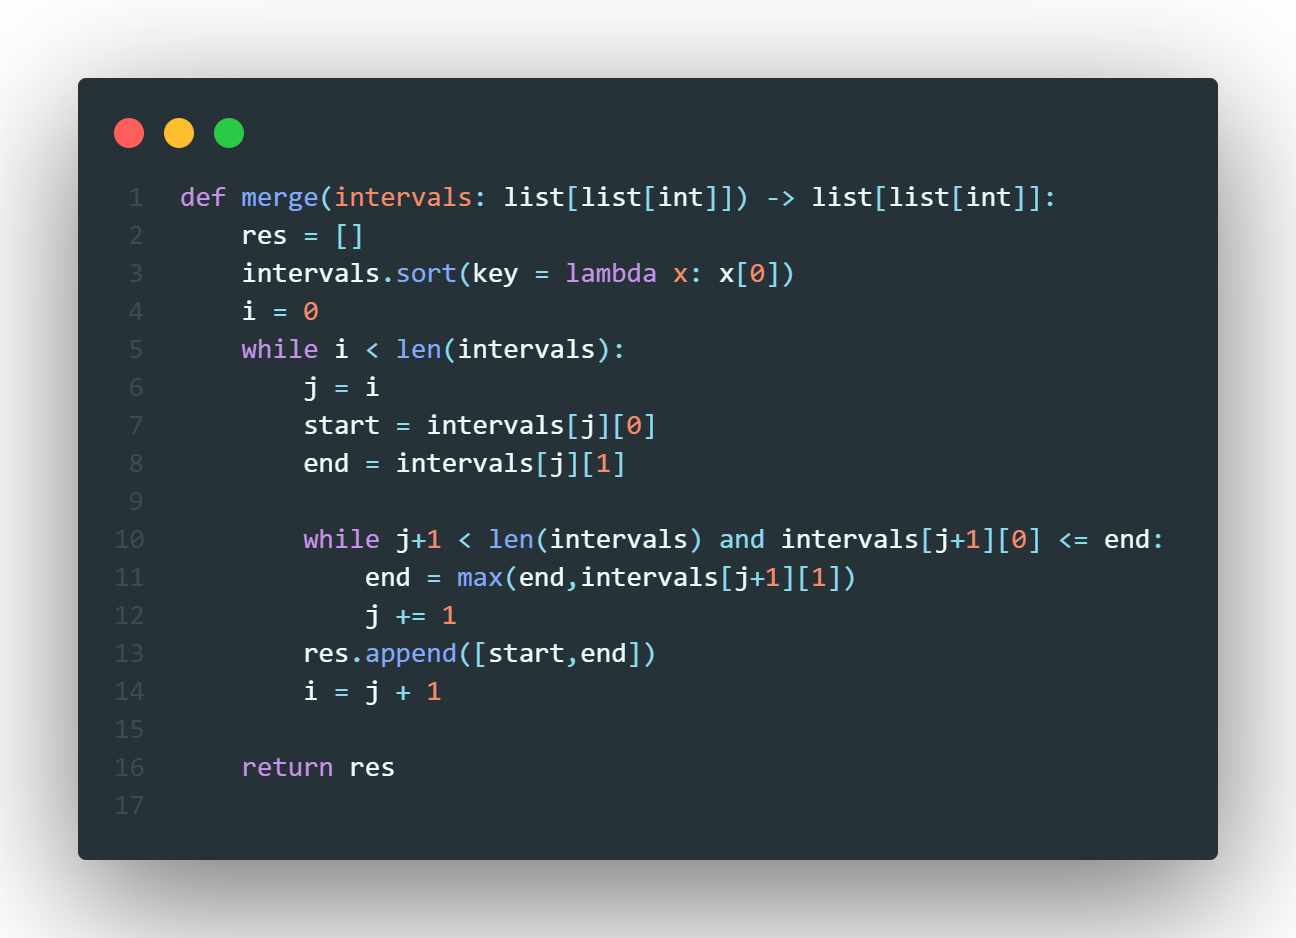 1 def merge(intervals: list[list[int]]) -> list[list[int]]:
2     res = []
3     intervals.sort(key = lambda x: x[0])
4     i = 0
5     while i < len(intervals):
6         j = i
7         start = intervals[j][0]
8         end = intervals[j][1]
9
10         while j+1 < len(intervals) and intervals[j+1][0] <= end:
11             end = max(end,intervals[j+1][1])
12             j += 1
13         res.append([start,end])
14         i = j + 1
15
16     return res
17